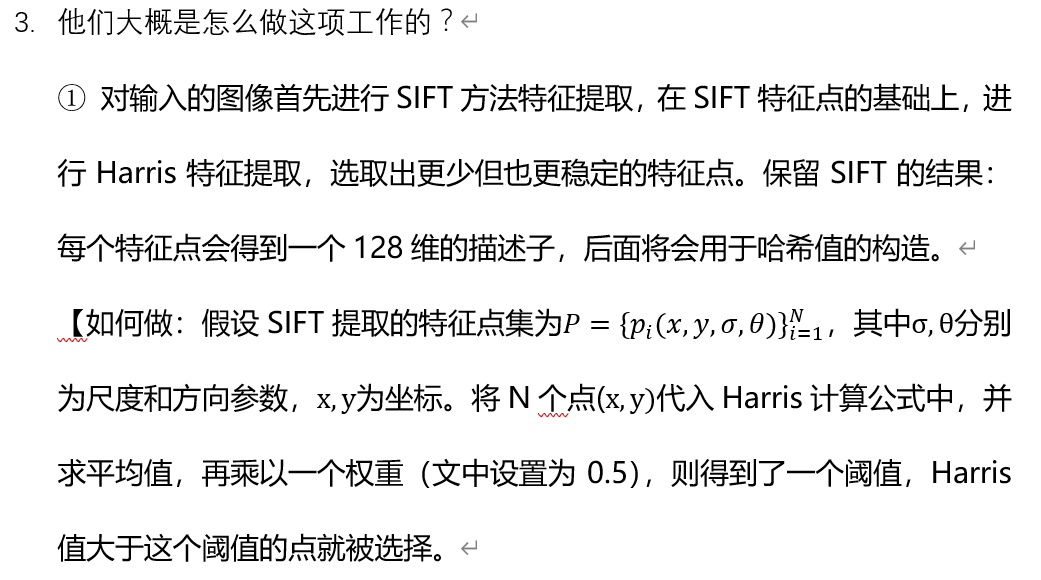 3. 他们大概是怎么做这项工作的？↵
① 对输入的图像首先进行 SIFT 方法特征提取，在 SIFT 特征点的基础上，进
行 Harris 特征提取，选取出更少但也更稳定的特征点。保留 SIFT 的结果：
每个特征点会得到一个 128 维的描述子，后面将会用于哈希值的构造。↵
【如何做：假设 SIFT 提取的特征点集为P = {p_i(x, y, σ, θ)}_{i=1}^N，其中σ, θ分别
为尺度和方向参数，x, y为坐标。将 N 个点(x, y)代入 Harris 计算公式中，并
求平均值，再乘以一个权重（文中设置为 0.5），则得到了一个阈值，Harris
值大于这个阈值的点就被选择。↵